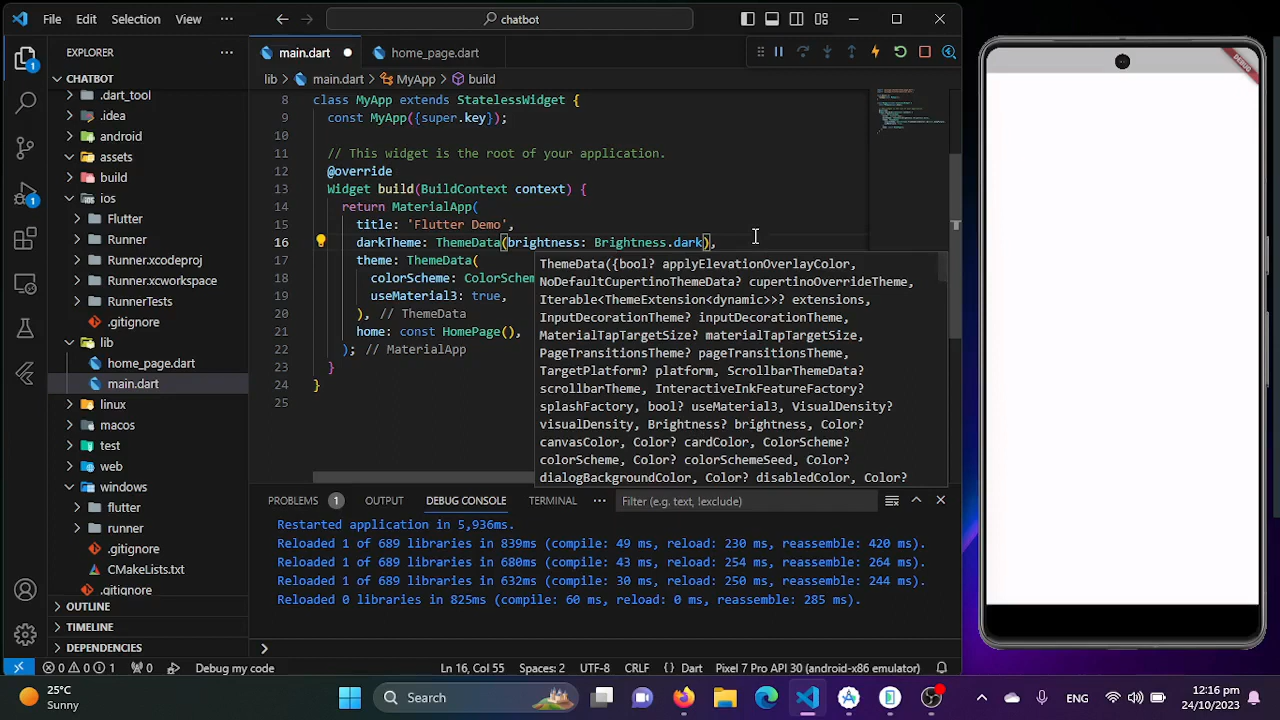 File Edit Selection View ··· chatbot
EXPLORER ···
main.dart
home_page.dart
CHATBOT
.dart_tool
.idea
android
assets
build
ios
Flutter
Runner
Runner.xcodeproj
Runner.xcworkspace
RunnerTests
.gitignore
lib
home_page.dart
main.dart
linux
macos
test
web
windows
flutter
runner
.gitignore
CMakeLists.txt
.gitignore
OUTLINE
TIMELINE
DEPENDENCIES
1
1
lib > main.dart > MyApp > build
8 class MyApp extends StatelessWidget {
9 const MyApp({super.key});
10
11 // This widget is the root of your application.
12 @override
13 Widget build(BuildContext context) {
14 return MaterialApp(
15 title: 'Flutter Demo',
16 darkTheme: ThemeData(brightness: Brightness.dark),
17 theme: ThemeData(
18 colorScheme: ColorSchem
19 useMaterial3: true,
20 ), // ThemeData
21 home: const HomePage(),
22 ); // MaterialApp
23 }
24 }
25
ThemeData({bool? applyElevationOverlayColor,
NoDefaultCupertinoThemeData? cupertinoOverrideTheme,
Iterable<ThemeExtension<dynamic>>? extensions,
InputDecorationTheme? inputDecorationTheme,
MaterialTapTargetSize? materialTapTargetSize,
PageTransitionsTheme? pageTransitionsTheme,
TargetPlatform? platform, ScrollbarThemeData?
scrollbarTheme, InteractiveInkFeatureFactory?
splashFactory, bool? useMaterial3, VisualDensity?
visualDensity, Brightness? brightness, Color?
canvasColor, Color? cardColor, ColorScheme?
colorScheme, Color? colorSchemeSeed, Color?
dialogBackgroundColor, Color? disabledColor, Color?
PROBLEMS 1 OUTPUT DEBUG CONSOLE TERMINAL ··· Filter (e.g. text, !exclude)
Restarted application in 5,936ms.
Reloaded 1 of 689 libraries in 839ms (compile: 49 ms, reload: 230 ms, reassemble: 420 ms).
Reloaded 1 of 689 libraries in 680ms (compile: 43 ms, reload: 254 ms, reassemble: 264 ms).
Reloaded 1 of 689 libraries in 632ms (compile: 30 ms, reload: 250 ms, reassemble: 244 ms).
Reloaded 0 libraries in 825ms (compile: 60 ms, reload: 0 ms, reassemble: 285 ms).
0 0 1 0 Debug my code Ln 16, Col 55 Spaces: 2 UTF-8 CRLF {} Dart Pixel 7 Pro API 30 (android-x86 emulator)
DEBUG
25°C
Sunny
Search
ENG
12:16 pm
24/10/2023